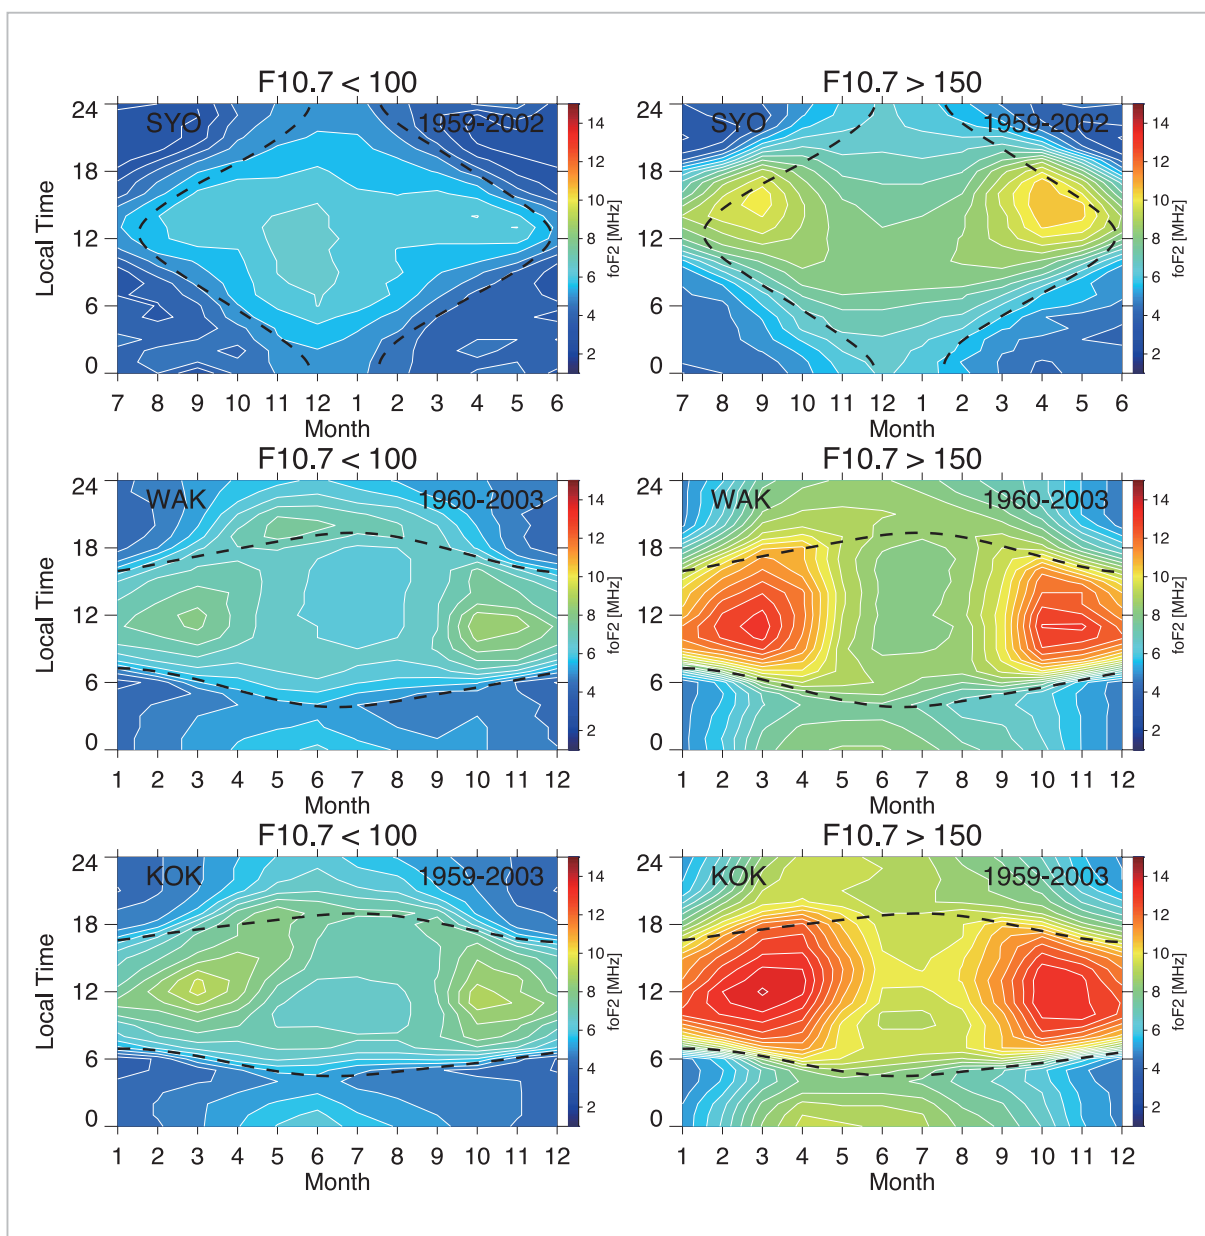 F10.7 < 100
F10.7 > 150
24
SYO
1959-2002
14
24
SYO
1959-2002
14
12
12
18
18
10
10
Local Time
12
8
foF2 [MHz]
12
8
foF2 [MHz]
6
6
6
4
6
4
2
2
0
0
7 8 9 10 11 12 1 2 3 4 5 6
7 8 9 10 11 12 1 2 3 4 5 6
Month
Month
F10.7 < 100
F10.7 > 150
24
WAK
1960-2003
14
24
WAK
1960-2003
14
12
12
18
18
10
10
Local Time
12
8
foF2 [MHz]
12
8
foF2 [MHz]
6
6
6
4
6
4
2
2
0
0
1 2 3 4 5 6 7 8 9 10 11 12
1 2 3 4 5 6 7 8 9 10 11 12
Month
Month
F10.7 < 100
F10.7 > 150
24
KOK
1959-2003
14
24
KOK
1959-2003
14
12
12
18
18
10
10
Local Time
12
8
foF2 [MHz]
12
8
foF2 [MHz]
6
6
6
4
6
4
2
2
0
0
1 2 3 4 5 6 7 8 9 10 11 12
1 2 3 4 5 6 7 8 9 10 11 12
Month
Month